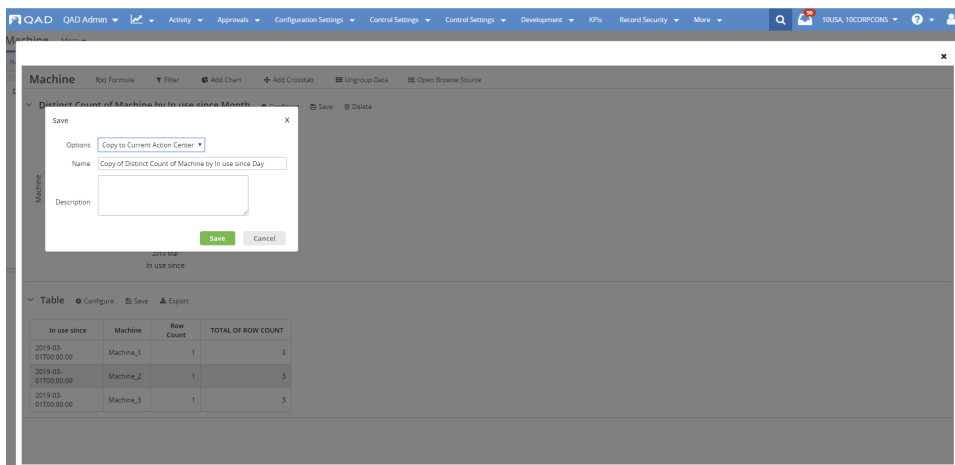 QAD QAD Admin Activity Approvals Configuration Settings Control Settings Control Settings Development KPIs Record Security More 90 10USA, 10CORPCONS
Machine More
Machine f(x) Formula Filter Add Chart Add Crosstab Ungroup Data Open Browse Source
Distinct Count of Machine by In use since Month Configure Save Delete
Save X
Options Copy to Current Action Center
Name Copy of Distinct Count of Machine by In use since Day
Machine
Description
Save Cancel
2019 Mar
In use since
Table Configure Save Export
In use since Machine Row Count TOTAL OF ROW COUNT
2019-03-01T00:00:00 Machine_1 1 3
2019-03-01T00:00:00 Machine_2 1 3
2019-03-01T00:00:00 Machine_3 1 3